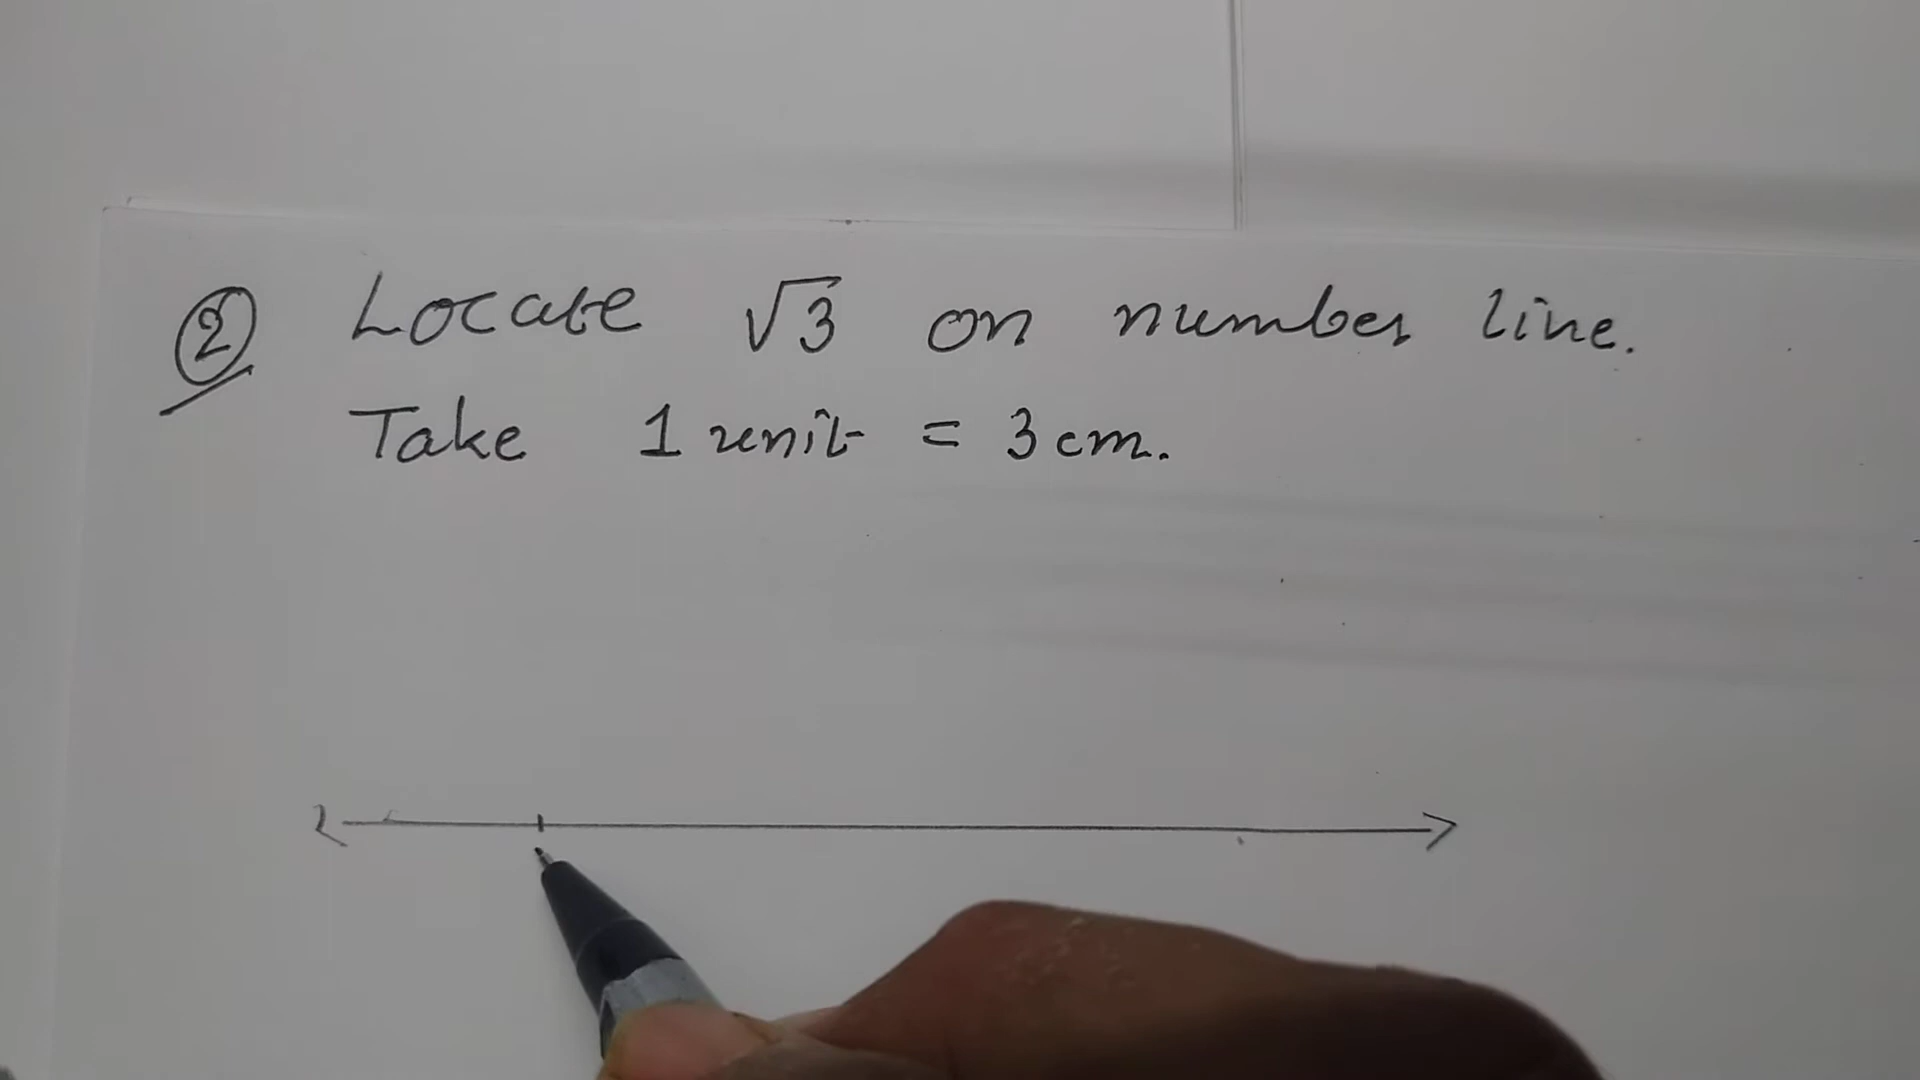 ② Locate √3 on number line.
Take 1 unit = 3 cm.